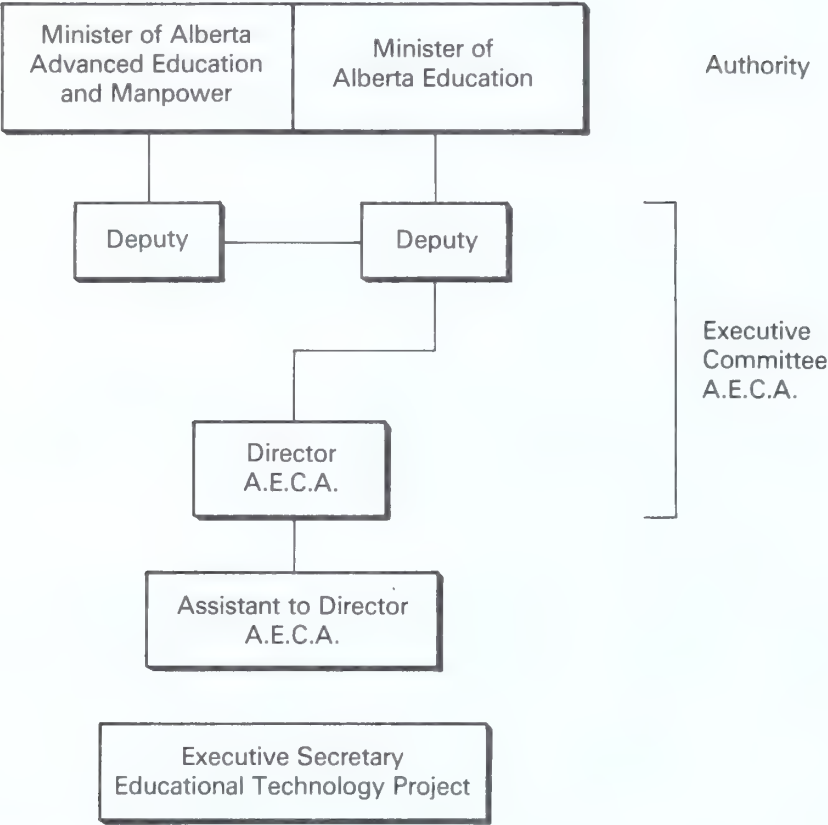 Minister of Alberta
Advanced Education
and Manpower
Minister of
Alberta Education
Authority
Deputy
Deputy
Executive
Committee
A.E.C.A.
Director
A.E.C.A.
Assistant to Director
A.E.C.A.
Executive Secretary
Educational Technology Project